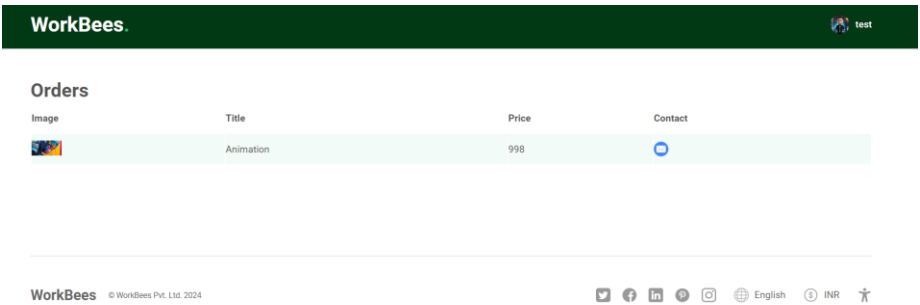 WorkBees.
test
Orders
Image Title Price Contact
Animation 998
WorkBees © WorkBees Pvt. Ltd. 2024 English INR